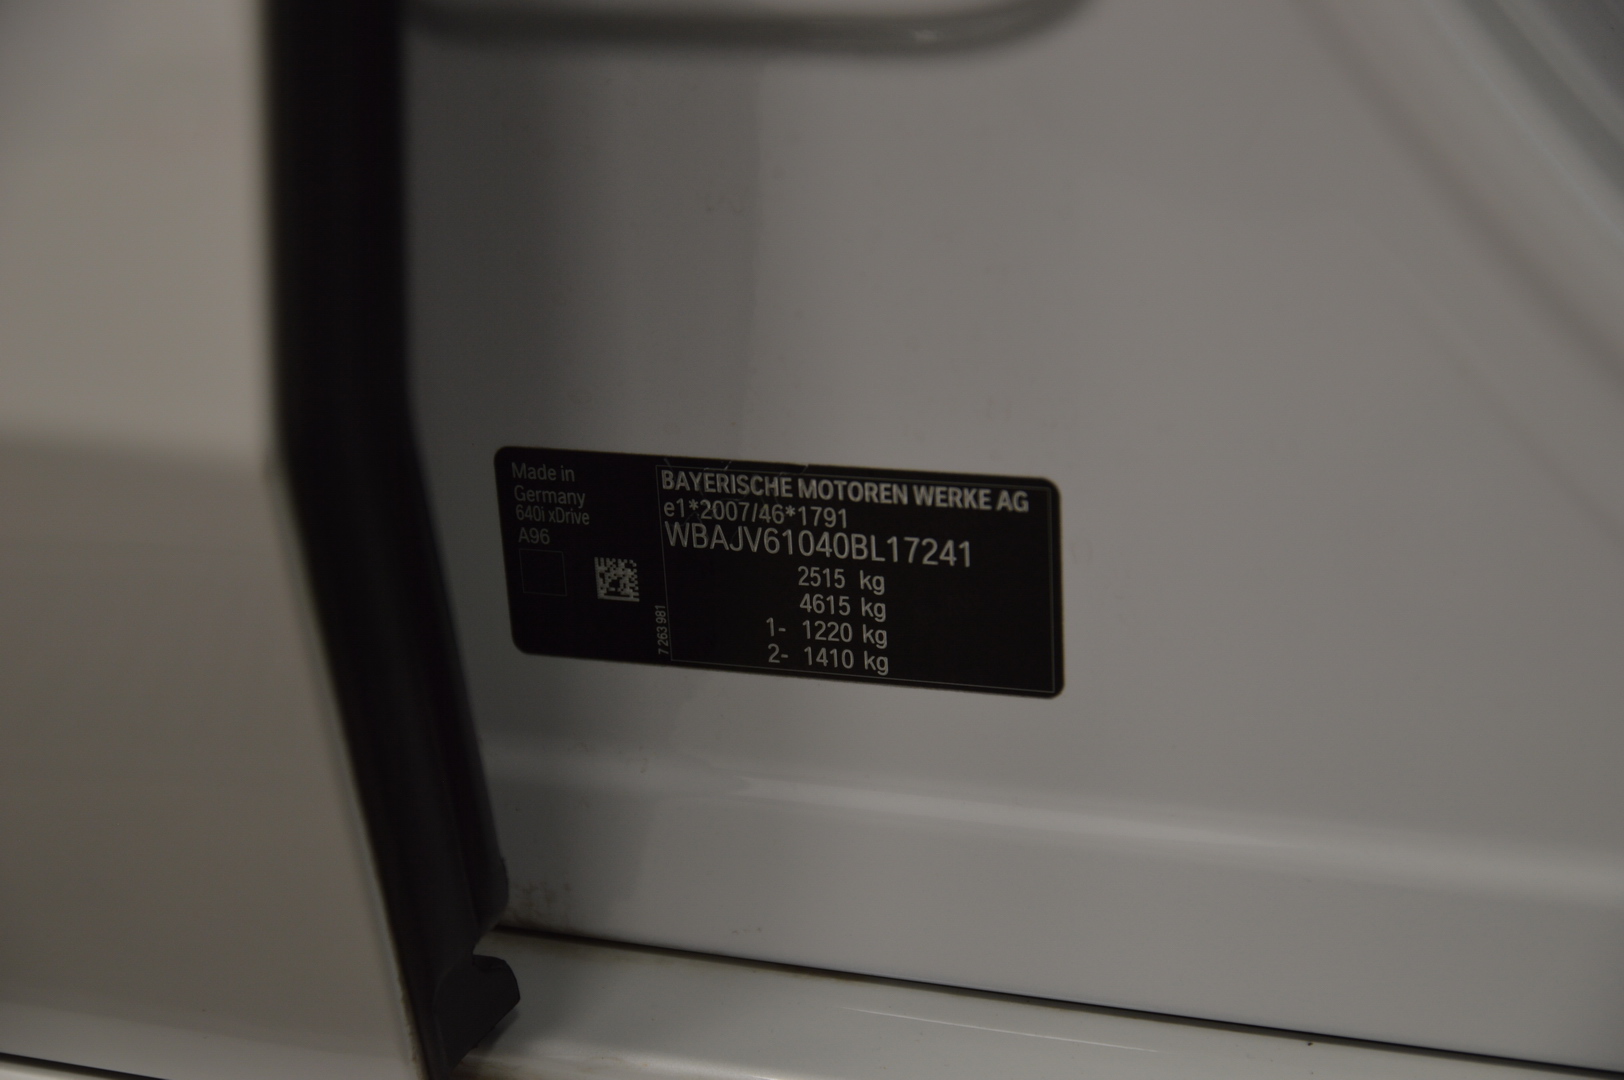 Made in
Germany
640i xDrive
A96
BAYERISCHE MOTOREN WERKE AG
e1*2007/46*1791
WBAJV61040BL17241
2515 kg
4615 kg
1- 1220 kg
2- 1410 kg
7 263 981